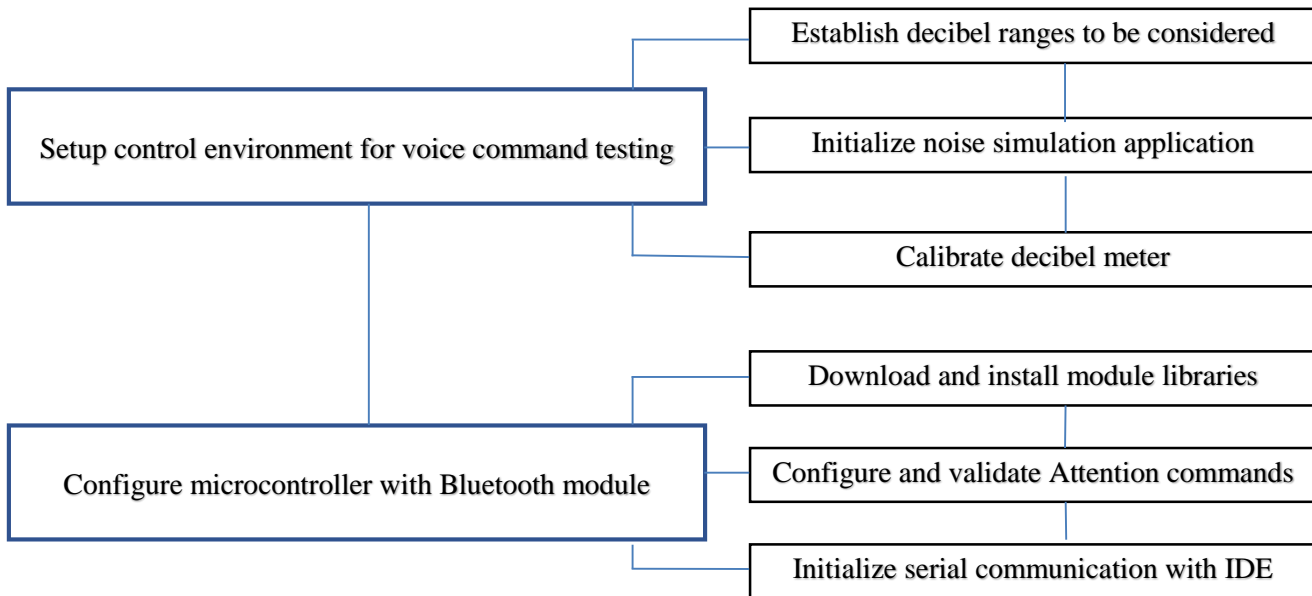 Establish decibel ranges to be considered
Setup control environment for voice command testing
Initialize noise simulation application
Calibrate decibel meter
Download and install module libraries
Configure microcontroller with Bluetooth module
Configure and validate Attention commands
Initialize serial communication with IDE